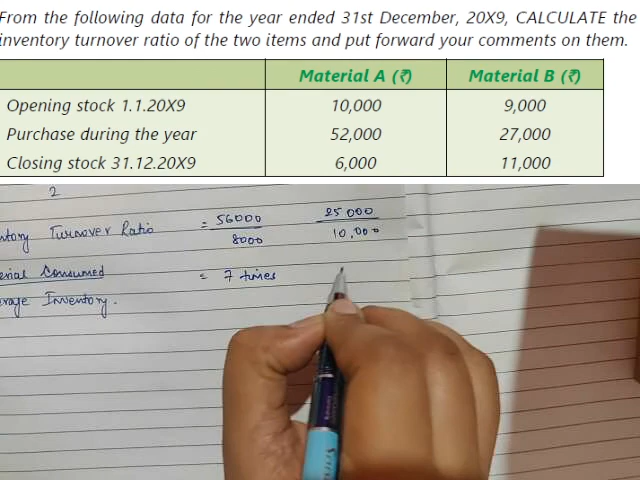 From the following data for the year ended 31st December, 20X9, CALCULATE the
inventory turnover ratio of the two items and put forward your comments on them.
Material A (₹) Material B (₹)
Opening stock 1.1.20X9 10,000 9,000
Purchase during the year 52,000 27,000
Closing stock 31.12.20X9 6,000 11,000
2
Turnover Ratio = 56000 25000
8000 10,000
Consumed = 7 times
Inventory.